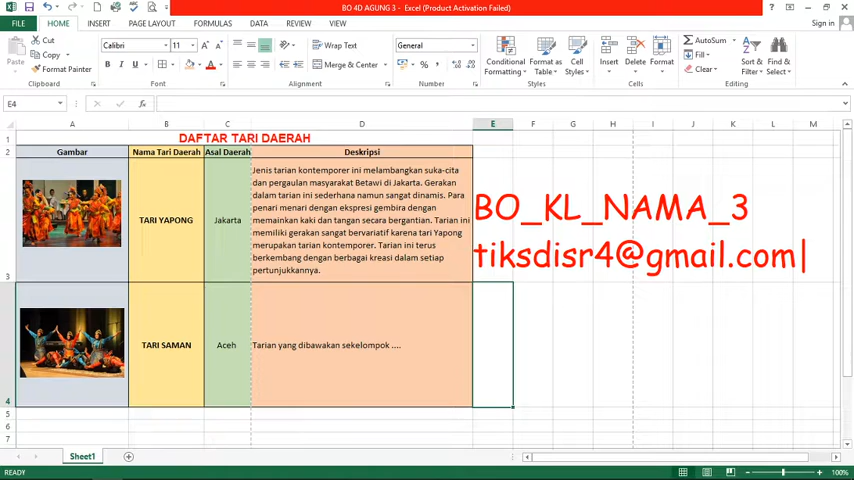 BO 4D AGUNG 3 - Excel (Product Activation Failed)
FILE HOME INSERT PAGE LAYOUT FORMULAS DATA REVIEW VIEW Sign in
Cut
Copy
Format Painter
Paste
Clipboard
Calibri 11
B I U
Font
Wrap Text
Merge & Center
Alignment
General
Number
Conditional Formatting
Format as Table
Cell Styles
Styles
Insert Delete Format
Cells
AutoSum
Fill
Clear
Sort & Filter
Find & Select
Editing
E4
A B C D E F G H I J K L M
1 DAFTAR TARI DAERAH
2 Gambar Nama Tari Daerah Asal Daerah Deskripsi
3 TARI YAPONG Jakarta
Jenis tarian kontemporer ini melambangkan suka-cita
dan pergaulan masyarakat Betawi di Jakarta. Gerakan
dalam tarian ini sederhana namun sangat dinamis. Para
penari menari dengan ekspresi gembira dengan
memainkan kaki dan tangan secara bergantian. Tarian ini
memiliki gerakan sangat bervariatif karena tari Yapong
merupakan tarian kontemporer. Tarian ini terus
berkembang dengan berbagai kreasi dalam setiap
pertunjukkannya.
BO_KL_NAMA_3
tiksdisr4@gmail.com|
4 TARI SAMAN Aceh Tarian yang dibawakan sekelompok ....
5
6
7
Sheet1
READY 100%